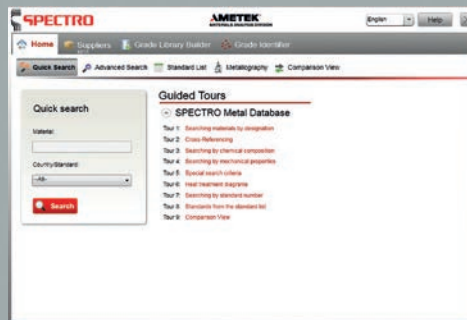 SPECTRO
AMETEK
MATERIALS ANALYSIS DIVISION
English
Help
Home
Suppliers
Grade Library Builder
Grade Identifier
Quick Search
Advanced Search
Standard List
Metallography
Comparison View
Quick search
Material:
Country/Standard:
-All-
Search
Guided Tours
SPECTRO Metal Database
Tour 1: Searching materials by designation
Tour 2: Cross-Referencing
Tour 3: Searching by chemical composition
Tour 4: Searching by mechanical properties
Tour 5: Special search criteria
Tour 6: Heat treatment diagrams
Tour 7: Searching by standard number
Tour 8: Standards from the standard list
Tour 9: Comparison View